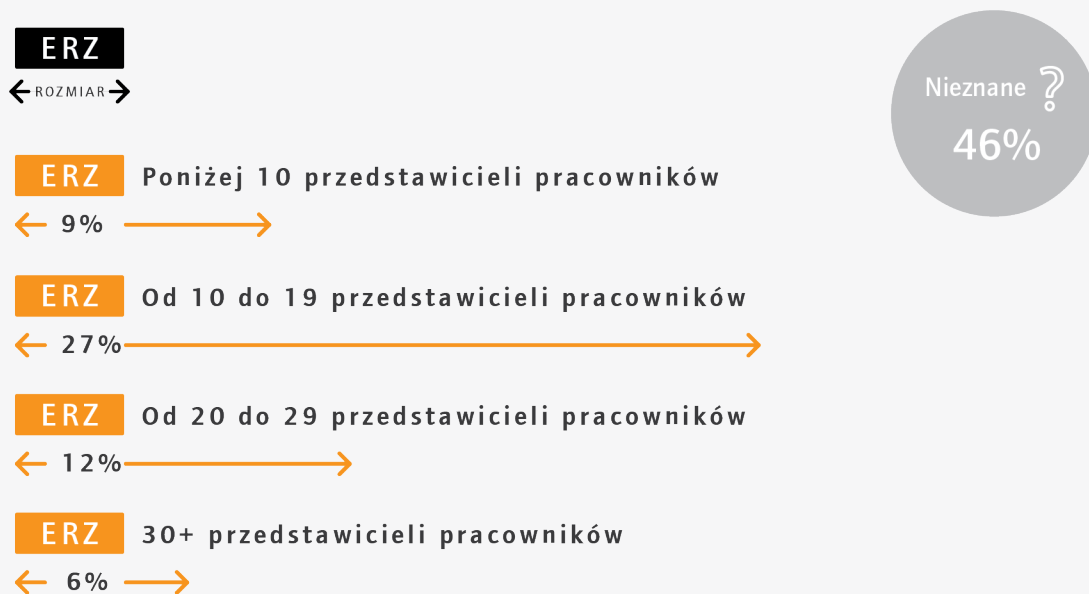 ERZ
ROZMIAR
Nieznane ?
46%
ERZ Poniżej 10 przedstawicieli pracowników
9%
ERZ Od 10 do 19 przedstawicieli pracowników
27%
ERZ Od 20 do 29 przedstawicieli pracowników
12%
ERZ 30+ przedstawicieli pracowników
6%